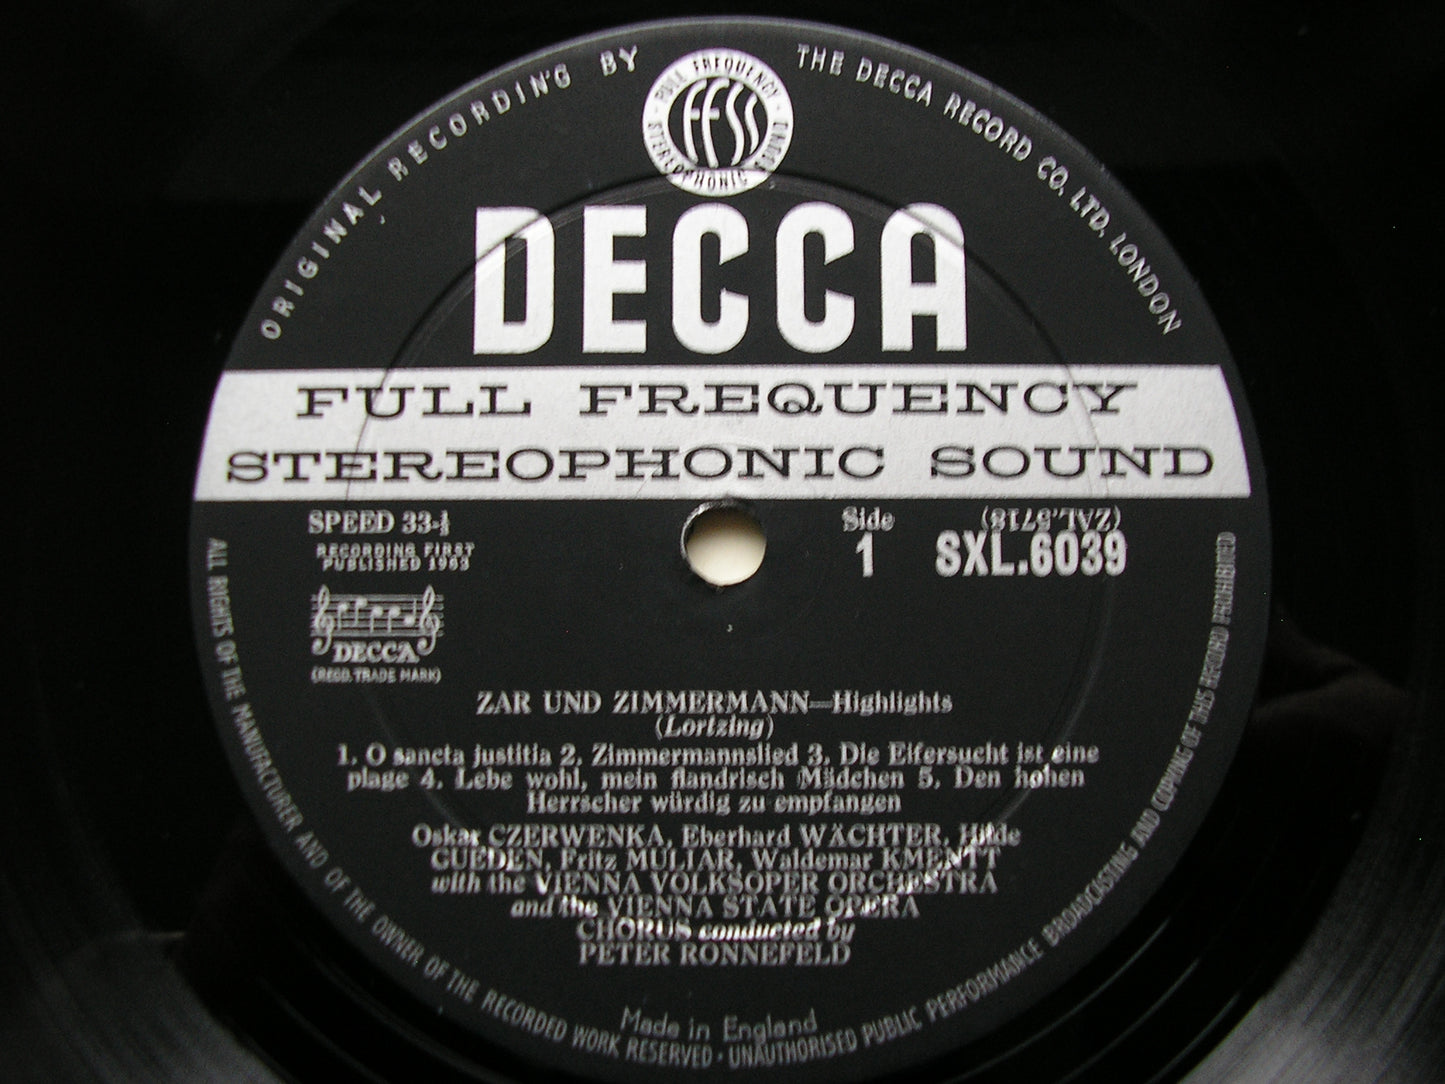 ORIGINAL RECORDING BY
THE DECCA RECORD CO. LTD. LONDON
FULL FREQUENCY
FFSS
STEREOPHONIC SOUND
DECCA
FULL FREQUENCY
STEREOPHONIC SOUND
SPEED 33-⅓
RECORDING FIRST
PUBLISHED 1963
DECCA
(REGD. TRADE MARK)
Side
1
(ZAL.5718)
SXL.6039
ZAR UND ZIMMERMANN—Highlights
(Lortzing)
1. O sancta justitia 2. Zimmermannslied 3. Die Eifersucht ist eine
plage 4. Lebe wohl, mein flandrisch Mädchen 5. Den hohen
Herrscher würdig zu empfangen
Oskar CZERWENKA, Eberhard WÄCHTER, Hilde
GUEDEN, Fritz MULIAR, Waldemar KMENTT
with the VIENNA VOLKSOPER ORCHESTRA
and the VIENNA STATE OPERA
CHORUS conducted by
PETER RONNEFELD
Made in England
ALL RIGHTS OF THE MANUFACTURER AND OF THE OWNER OF THE RECORDED WORK RESERVED · UNAUTHORISED PUBLIC PERFORMANCE BROADCASTING AND COPYING OF THIS RECORD PROHIBITED